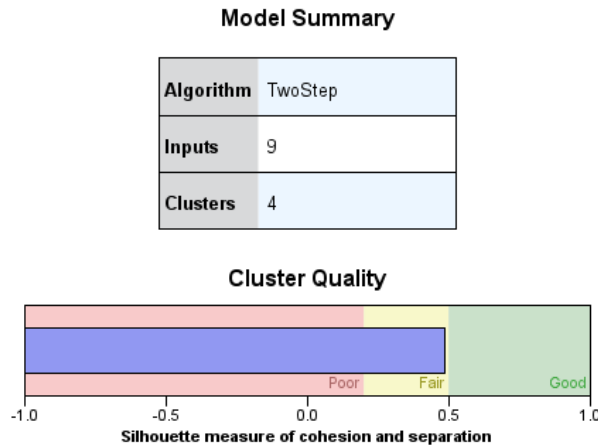 Model Summary
Algorithm TwoStep
Inputs 9
Clusters 4
Cluster Quality
Poor Fair Good
-1.0 -0.5 0.0 0.5 1.0
Silhouette measure of cohesion and separation